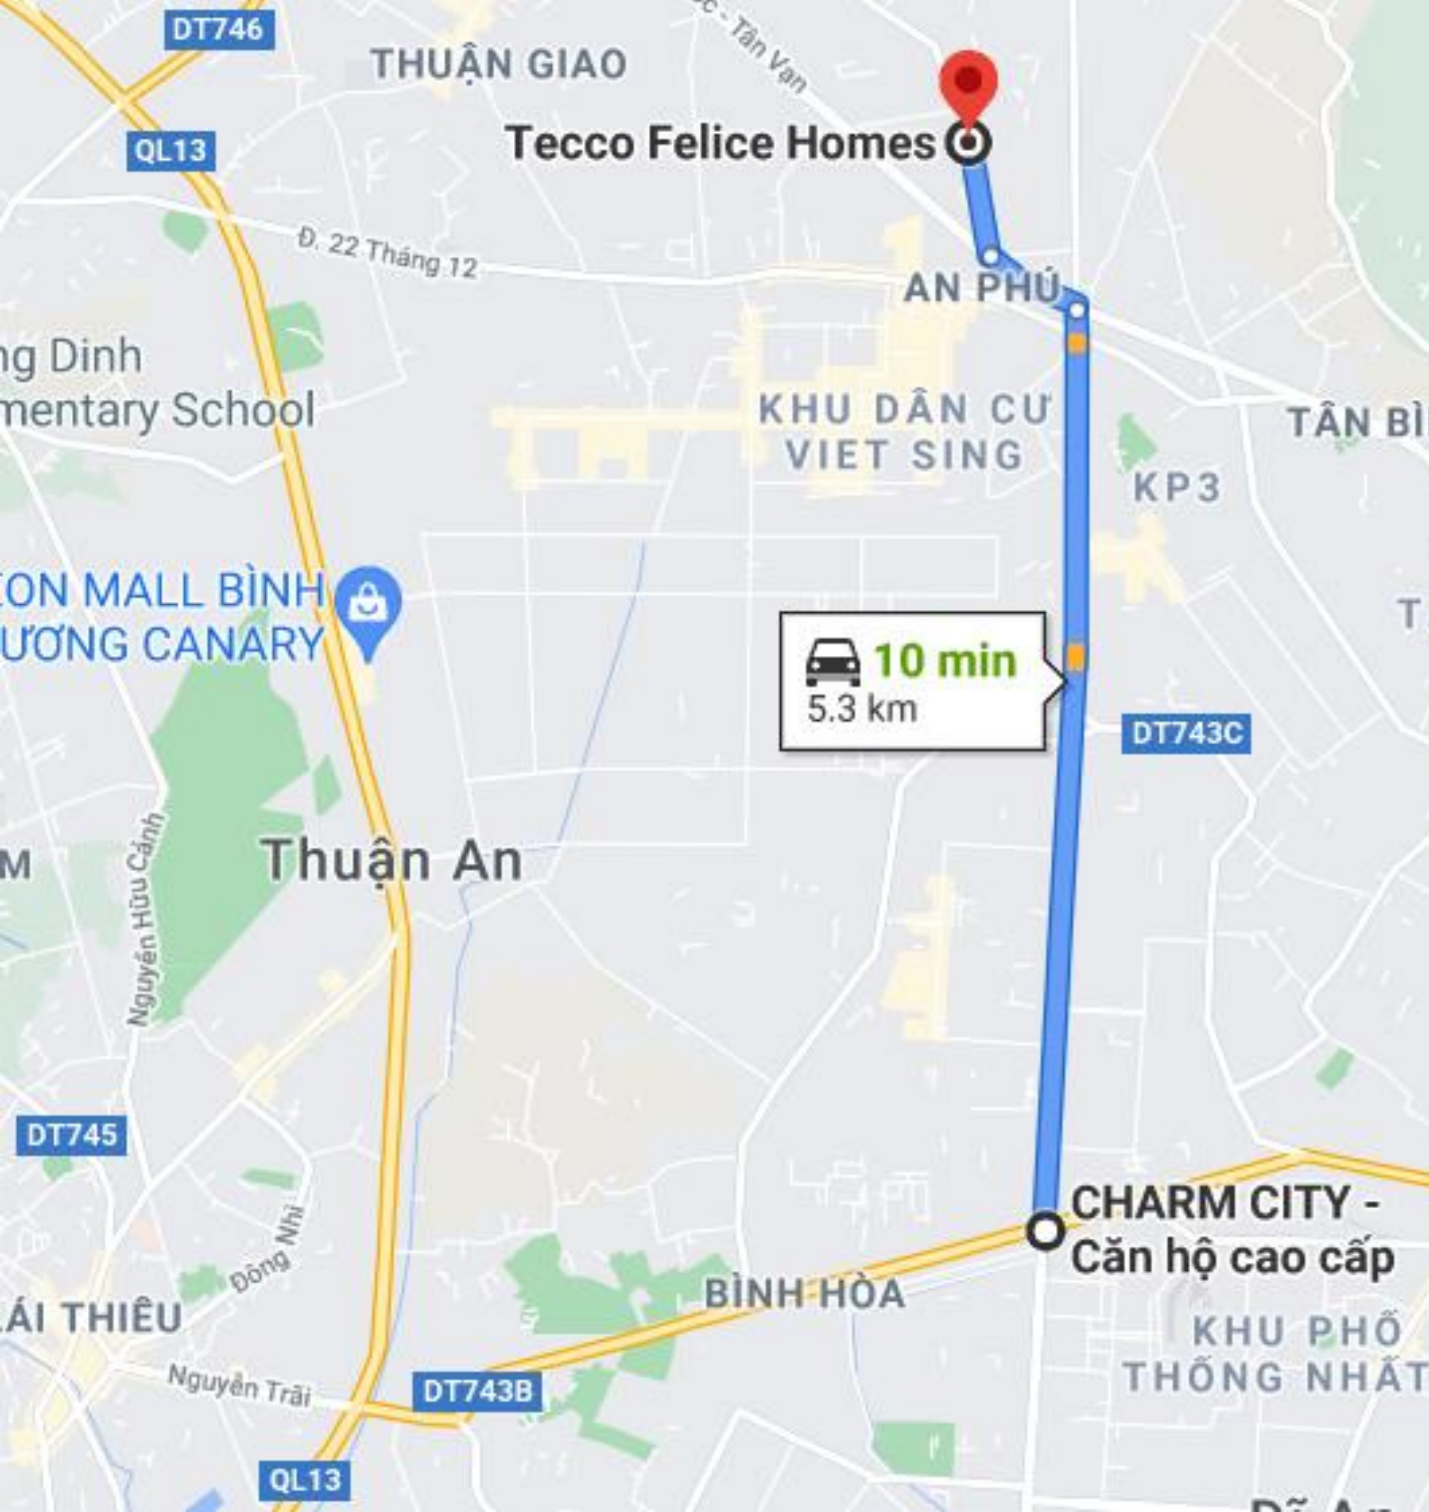 DT746
THUẬN GIAO
Tân Vạn
Tecco Felice Homes
QL13
Đ. 22 Tháng 12
AN PHÚ
ng Dinh
mentary School
KHU DÂN CƯ
VIET SING
TÂN BÌ
KP3
EON MALL BÌNH
ƯƠNG CANARY
T
10 min
5.3 km
DT743C
Thuận An
M
Nguyễn Hữu Cảnh
DT745
CHARM CITY -
Căn hộ cao cấp
Đông Nhì
BÌNH HÒA
ÁI THIÊU
KHU PHỐ
THỐNG NHẤT
Nguyễn Trãi
DT743B
QL13